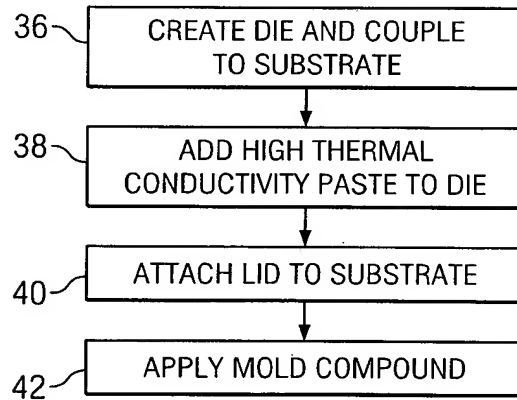 36
CREATE DIE AND COUPLE
TO SUBSTRATE
38
ADD HIGH THERMAL
CONDUCTIVITY PASTE TO DIE
40
ATTACH LID TO SUBSTRATE
42
APPLY MOLD COMPOUND